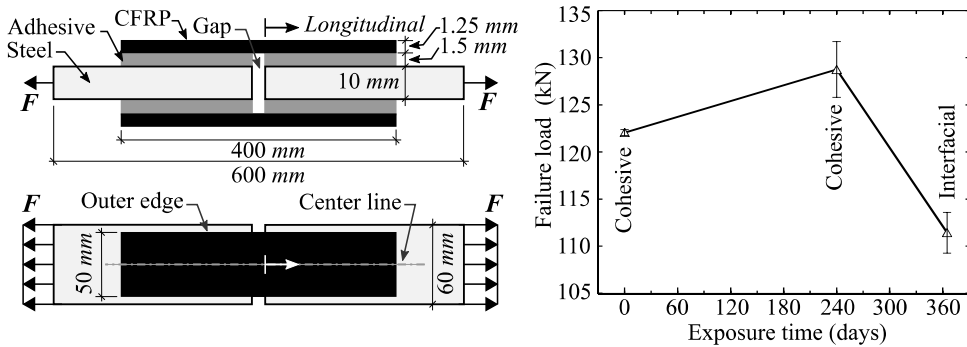 CFRP
Gap
Longitudinal
Adhesive
Steel
1.25 mm
1.5 mm
10 mm
F
F
400 mm
600 mm
F
Outer edge
Center line
F
50 mm
60 mm
Failure load (kN)
135
130
125
120
115
110
105
Cohesive
Cohesive
Interfacial
0 60 120 180 240 300 360
Exposure time (days)